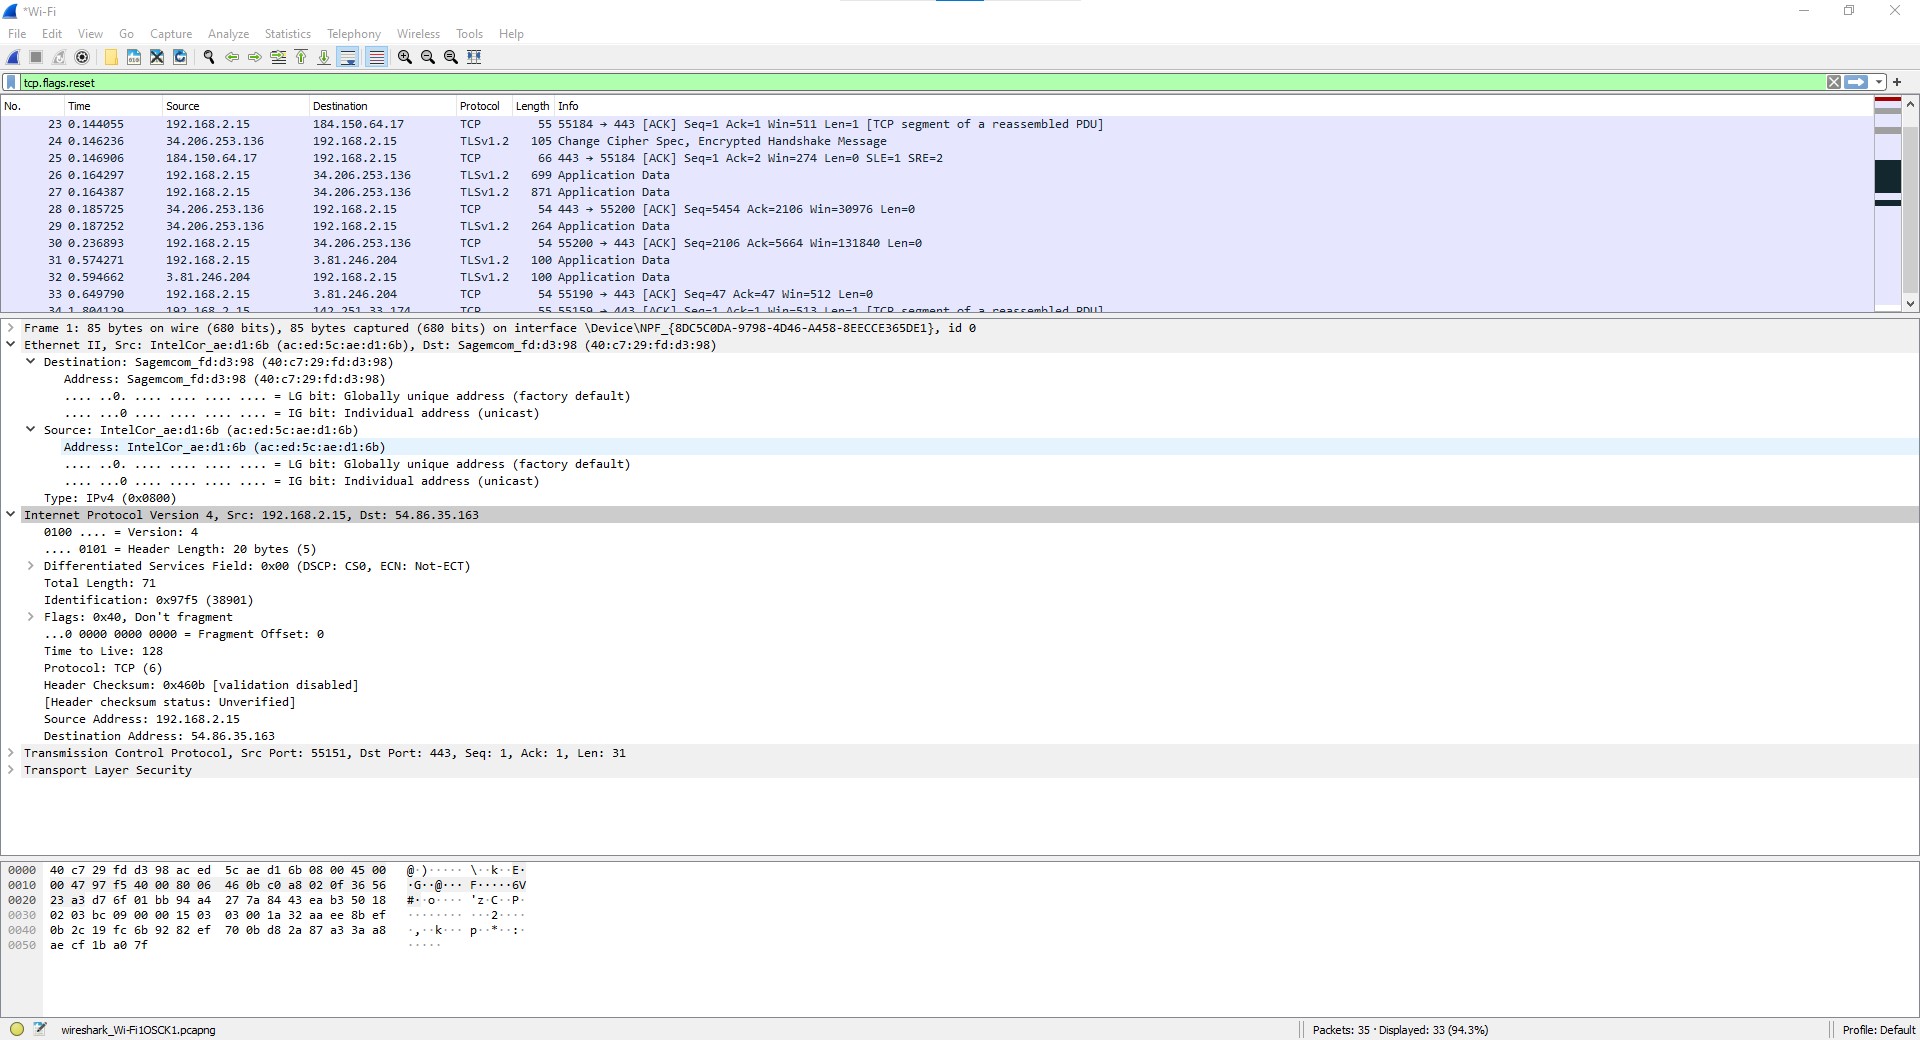 *Wi-Fi
File Edit View Go Capture Analyze Statistics Telephony Wireless Tools Help
tcp.flags.reset
No. Time Source Destination Protocol Length Info
23 0.144055 192.168.2.15 184.150.64.17 TCP 55 55184 → 443 [ACK] Seq=1 Ack=1 Win=511 Len=1 [TCP segment of a reassembled PDU]
24 0.146236 34.206.253.136 192.168.2.15 TLSv1.2 105 Change Cipher Spec, Encrypted Handshake Message
25 0.146906 184.150.64.17 192.168.2.15 TCP 66 443 → 55184 [ACK] Seq=1 Ack=2 Win=274 Len=0 SLE=1 SRE=2
26 0.164297 192.168.2.15 34.206.253.136 TLSv1.2 699 Application Data
27 0.164387 192.168.2.15 34.206.253.136 TLSv1.2 871 Application Data
28 0.185725 34.206.253.136 192.168.2.15 TCP 54 443 → 55200 [ACK] Seq=5454 Ack=2106 Win=30976 Len=0
29 0.187252 34.206.253.136 192.168.2.15 TLSv1.2 264 Application Data
30 0.236893 192.168.2.15 34.206.253.136 TCP 54 55200 → 443 [ACK] Seq=2106 Ack=5664 Win=131840 Len=0
31 0.574271 192.168.2.15 3.81.246.204 TLSv1.2 100 Application Data
32 0.594662 3.81.246.204 192.168.2.15 TLSv1.2 100 Application Data
33 0.649790 192.168.2.15 3.81.246.204 TCP 54 55190 → 443 [ACK] Seq=47 Ack=47 Win=512 Len=0
34 1.804129 192.168.2.15 142.251.33.174 TCP 55 55159 → 443 [ACK] Seq=1 Ack=1 Win=513 Len=1 [TCP segment of a reassembled PDU]
Frame 1: 85 bytes on wire (680 bits), 85 bytes captured (680 bits) on interface \Device\NPF_{8DC5C0DA-9798-4D46-A458-8EECCE365DE1}, id 0
Ethernet II, Src: IntelCor_ae:d1:6b (ac:ed:5c:ae:d1:6b), Dst: Sagemcom_fd:d3:98 (40:c7:29:fd:d3:98)
Destination: Sagemcom_fd:d3:98 (40:c7:29:fd:d3:98)
Address: Sagemcom_fd:d3:98 (40:c7:29:fd:d3:98)
.... ..0. .... .... .... .... = LG bit: Globally unique address (factory default)
.... ...0 .... .... .... .... = IG bit: Individual address (unicast)
Source: IntelCor_ae:d1:6b (ac:ed:5c:ae:d1:6b)
Address: IntelCor_ae:d1:6b (ac:ed:5c:ae:d1:6b)
.... ..0. .... .... .... .... = LG bit: Globally unique address (factory default)
.... ...0 .... .... .... .... = IG bit: Individual address (unicast)
Type: IPv4 (0x0800)
Internet Protocol Version 4, Src: 192.168.2.15, Dst: 54.86.35.163
0100 .... = Version: 4
.... 0101 = Header Length: 20 bytes (5)
Differentiated Services Field: 0x00 (DSCP: CS0, ECN: Not-ECT)
Total Length: 71
Identification: 0x97f5 (38901)
Flags: 0x40, Don't fragment
...0 0000 0000 0000 = Fragment Offset: 0
Time to Live: 128
Protocol: TCP (6)
Header Checksum: 0x460b [validation disabled]
[Header checksum status: Unverified]
Source Address: 192.168.2.15
Destination Address: 54.86.35.163
Transmission Control Protocol, Src Port: 55151, Dst Port: 443, Seq: 1, Ack: 1, Len: 31
Transport Layer Security
0000 40 c7 29 fd d3 98 ac ed 5c ae d1 6b 08 00 45 00 @·)····· \··k··E·
0010 00 47 97 f5 40 00 80 06 46 0b c0 a8 02 0f 36 56 ·G··@··· F·····6V
0020 23 a3 d7 6f 01 bb 94 a4 27 7a 84 43 ea b3 50 18 #··o···· 'z·C··P·
0030 02 03 bc 09 00 00 15 03 03 00 1a 32 aa ee 8b ef ········ ···2····
0040 0b 2c 19 fc 6b 92 82 ef 70 0b d8 2a 87 a3 3a a8 ·,··k··· p··*··:·
0050 ae cf 1b a0 7f ·····
wireshark_Wi-Fi1OSCK1.pcapng Packets: 35 · Displayed: 33 (94.3%) Profile: Default